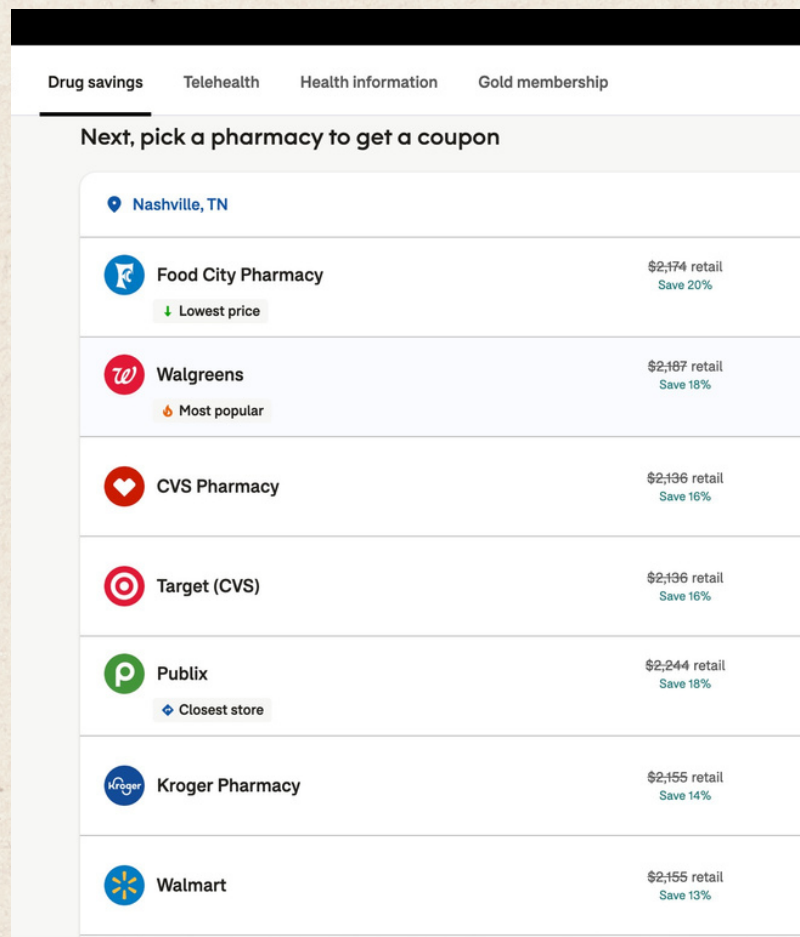 Drug savings Telehealth Health information Gold membership
Next, pick a pharmacy to get a coupon
Nashville, TN
Food City Pharmacy $2,174 retail
Save 20%
Lowest price
Walgreens $2,187 retail
Save 18%
Most popular
CVS Pharmacy $2,136 retail
Save 16%
Target (CVS) $2,136 retail
Save 16%
Publix $2,244 retail
Save 18%
Closest store
Kroger Kroger Pharmacy $2,155 retail
Save 14%
Walmart $2,155 retail
Save 13%